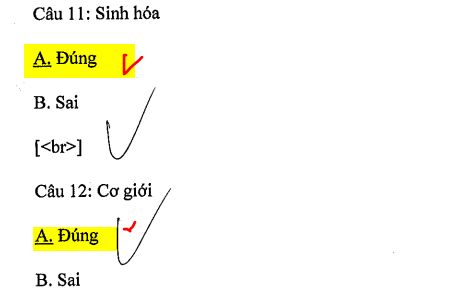 Câu 11: Sinh hóa
A. Đúng
B. Sai
[<br>]
Câu 12: Cơ giới
A. Đúng
B. Sai